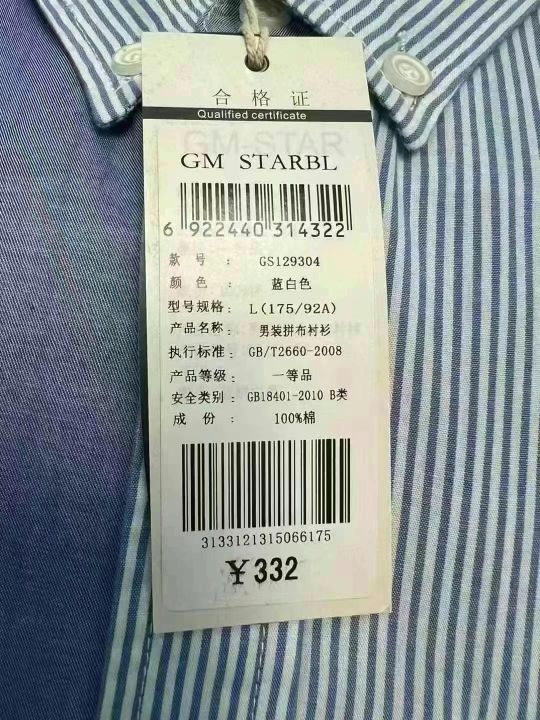 合格证
Qualified certificate
GM-STAR
GM STARBL
6 922440 314322
款号: GS129304
颜色: 蓝白色
型号规格: L(175/92A)
产品名称: 男装拼布衬衫
执行标准: GB/T2660-2008
产品等级: 一等品
安全类别: GB18401-2010 B类
成份: 100%棉
3133121315066175
¥332